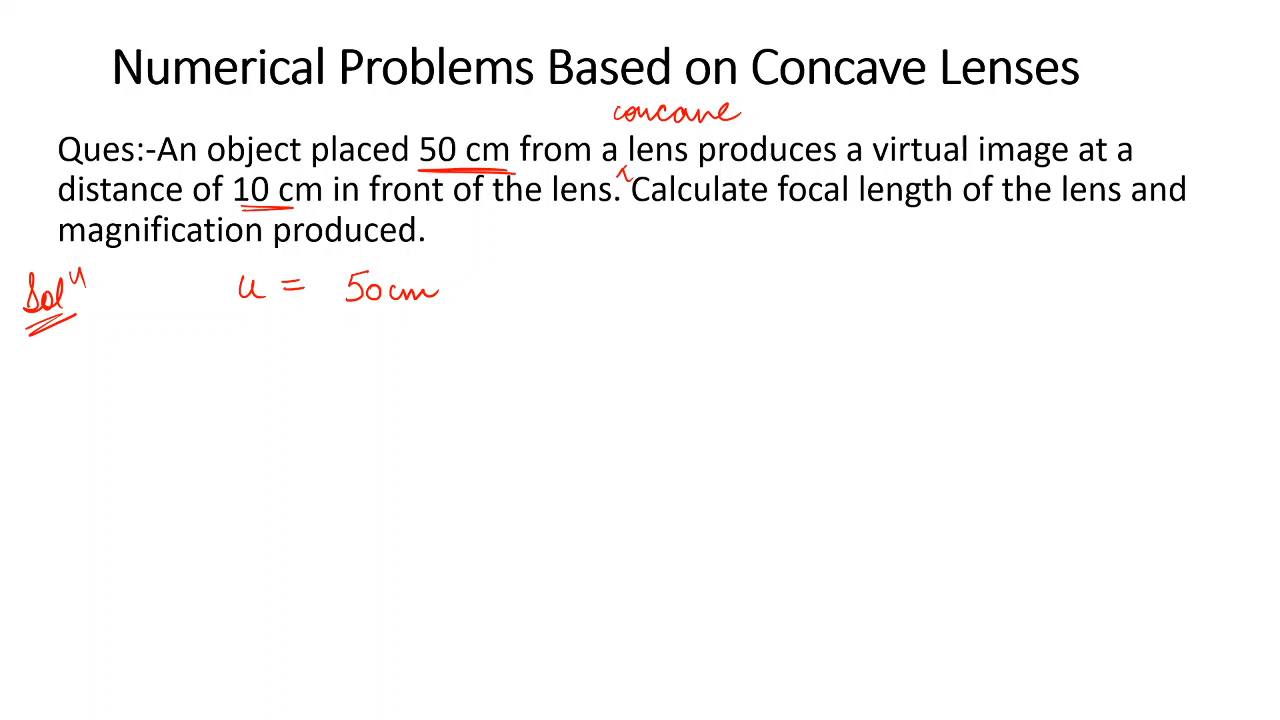 Numerical Problems Based on Concave Lenses
concave
Ques:-An object placed 50 cm from a lens produces a virtual image at a
distance of 10 cm in front of the lens. Calculate focal length of the lens and
magnification produced.
Solⁿ u = 50cm